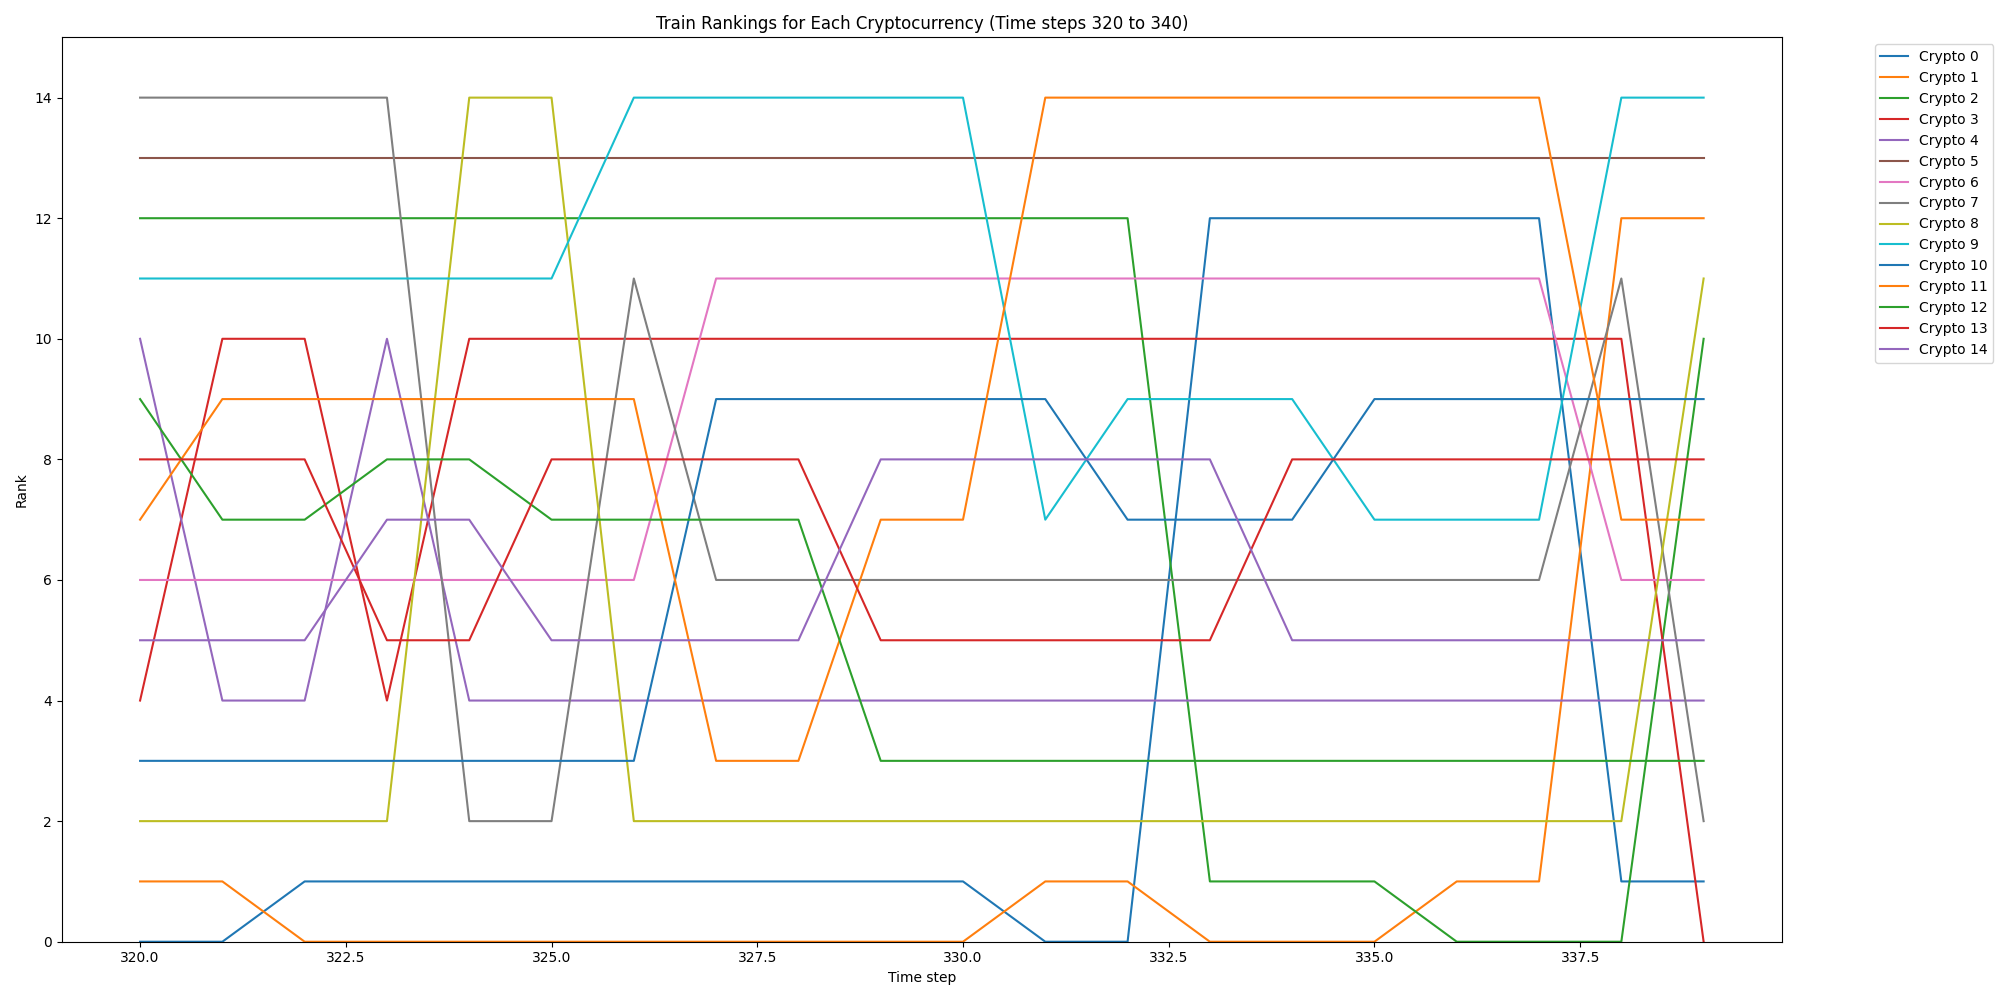 Train Rankings for Each Cryptocurrency (Time steps 320 to 340)
Rank
14
12
10
8
6
4
2
0
320.0 322.5 325.0 327.5 330.0 332.5 335.0 337.5
Time step
Crypto 0
Crypto 1
Crypto 2
Crypto 3
Crypto 4
Crypto 5
Crypto 6
Crypto 7
Crypto 8
Crypto 9
Crypto 10
Crypto 11
Crypto 12
Crypto 13
Crypto 14